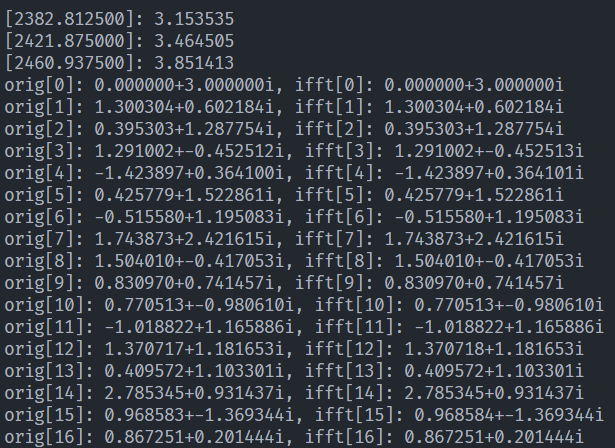 [2382.812500]: 3.153535
[2421.875000]: 3.464505
[2460.937500]: 3.851413
orig[0]: 0.000000+3.000000i, ifft[0]: 0.000000+3.000000i
orig[1]: 1.300304+0.602184i, ifft[1]: 1.300304+0.602184i
orig[2]: 0.395303+1.287754i, ifft[2]: 0.395303+1.287754i
orig[3]: 1.291002+-0.452512i, ifft[3]: 1.291002+-0.452513i
orig[4]: -1.423897+0.364100i, ifft[4]: -1.423897+0.364101i
orig[5]: 0.425779+1.522861i, ifft[5]: 0.425779+1.522861i
orig[6]: -0.515580+1.195083i, ifft[6]: -0.515580+1.195083i
orig[7]: 1.743873+2.421615i, ifft[7]: 1.743873+2.421615i
orig[8]: 1.504010+-0.417053i, ifft[8]: 1.504010+-0.417053i
orig[9]: 0.830970+0.741457i, ifft[9]: 0.830970+0.741457i
orig[10]: 0.770513+-0.980610i, ifft[10]: 0.770513+-0.980610i
orig[11]: -1.018822+1.165886i, ifft[11]: -1.018822+1.165886i
orig[12]: 1.370717+1.181653i, ifft[12]: 1.370718+1.181653i
orig[13]: 0.409572+1.103301i, ifft[13]: 0.409572+1.103301i
orig[14]: 2.785345+0.931437i, ifft[14]: 2.785345+0.931437i
orig[15]: 0.968583+-1.369344i, ifft[15]: 0.968584+-1.369344i
orig[16]: 0.867251+0.201444i, ifft[16]: 0.867251+0.201444i